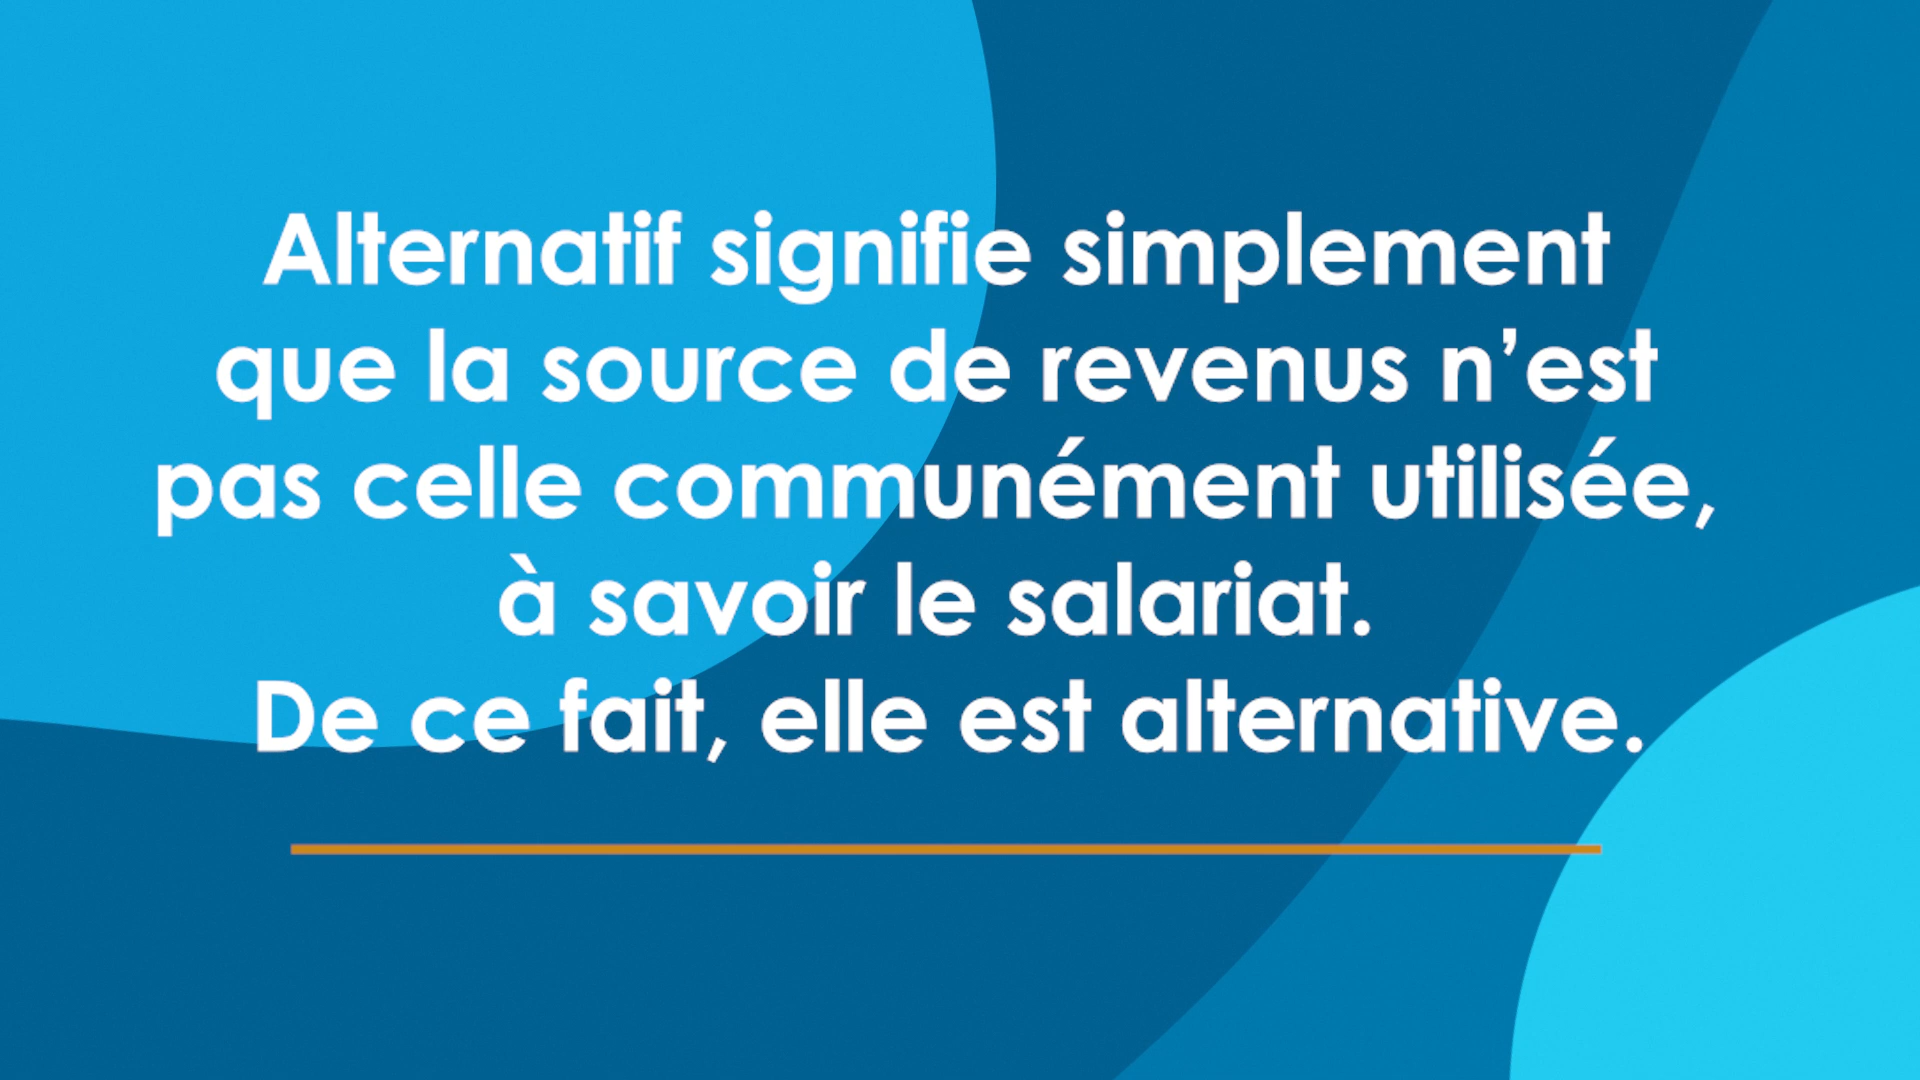 Alternatif signifie simplement
que la source de revenus n’est
pas celle communément utilisée,
à savoir le salariat.
De ce fait, elle est alternative.